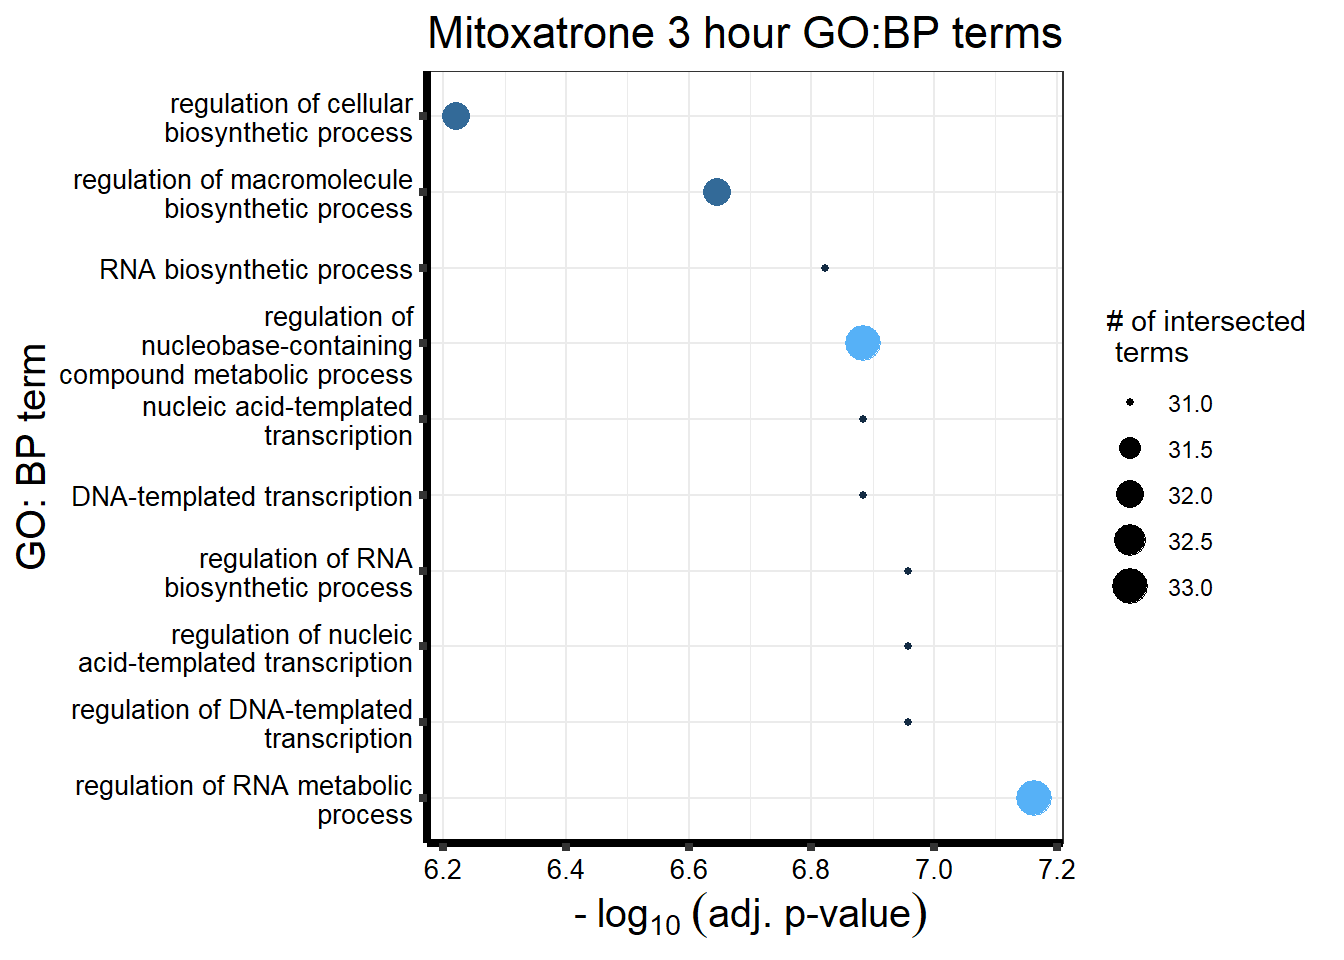 Mitoxatrone 3 hour GO:BP terms
GO: BP term
regulation of cellular
biosynthetic process
regulation of macromolecule
biosynthetic process
RNA biosynthetic process
regulation of
nucleobase-containing
compound metabolic process
nucleic acid-templated
transcription
DNA-templated transcription
regulation of RNA
biosynthetic process
regulation of nucleic
acid-templated transcription
regulation of DNA-templated
transcription
regulation of RNA metabolic
process
6.2 6.4 6.6 6.8 7.0 7.2
- log10 (adj. p-value)
# of intersected
terms
31.0
31.5
32.0
32.5
33.0